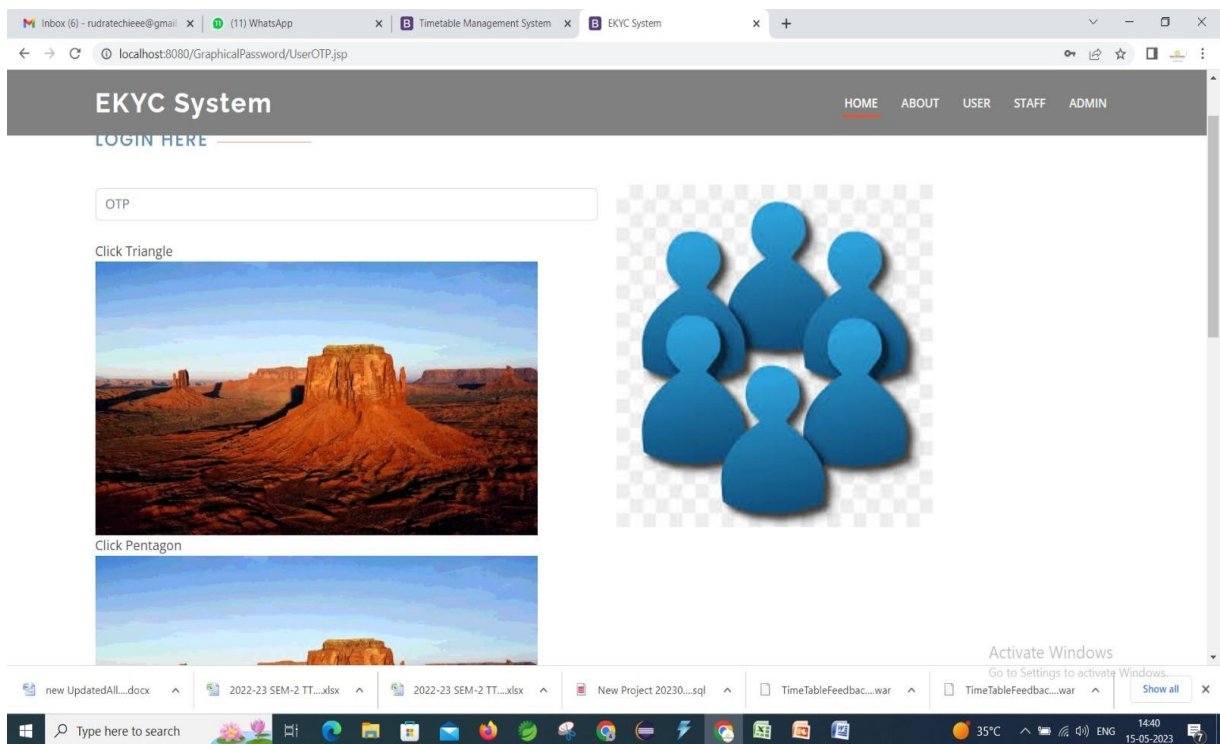 Inbox (6) - rudratechieee@gmail.
(11) WhatsApp
Timetable Management System
EKYC System
localhost:8080/GraphicalPassword/UserOTP.jsp
EKYC System
HOME ABOUT USER STAFF ADMIN
LOGIN HERE
OTP
Click Triangle
Click Pentagon
Activate Windows
Go to Settings to activate Windows.
new UpdatedAll....docx
2022-23 SEM-2 TT....xlsx
2022-23 SEM-2 TT....xlsx
New Project 20230....sql
TimeTableFeedbac....war
TimeTableFeedbac....war
Show all
Type here to search
35°C
ENG
14:40
15-05-2023